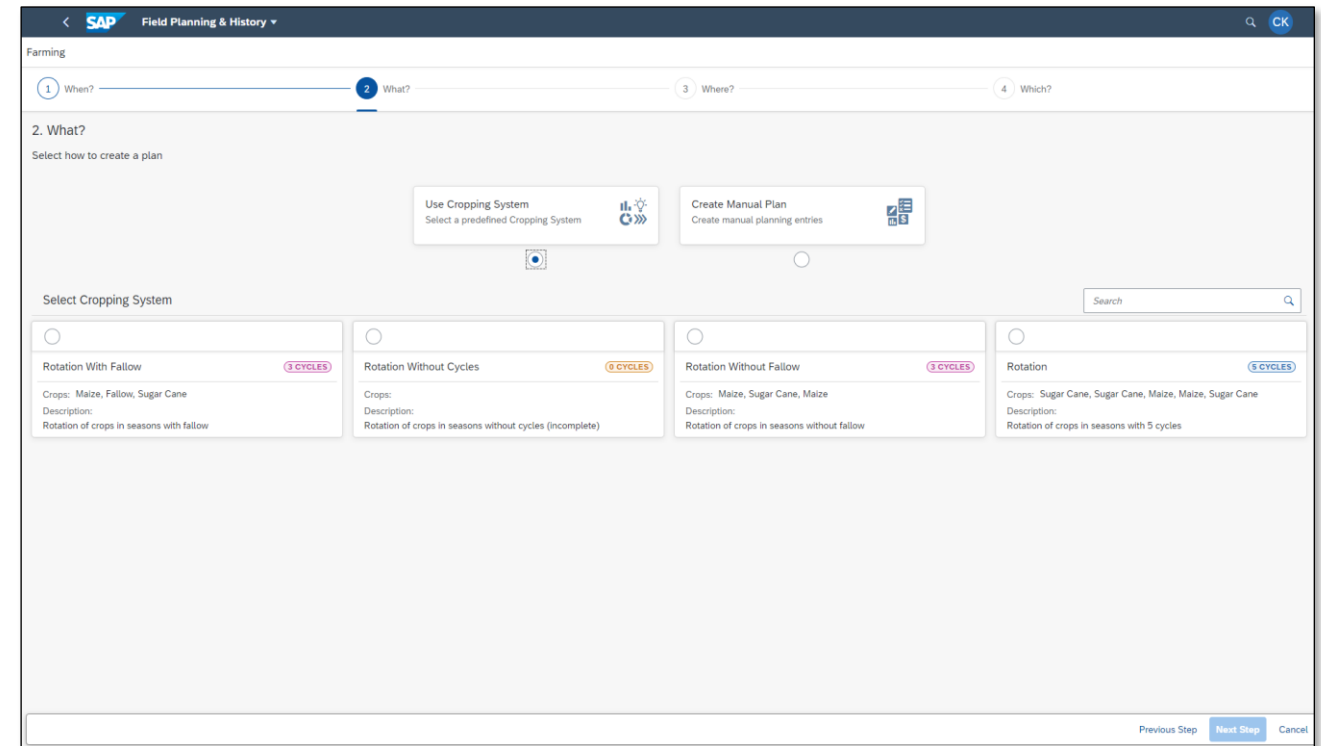 SAP Field Planning & History CK
Farming
1 When? 2 What? 3 Where? 4 Which?
2. What?
Select how to create a plan
Use Cropping System
Select a predefined Cropping System
Create Manual Plan
Create manual planning entries
Select Cropping System
Search
Rotation With Fallow 3 CYCLES
Crops: Maize, Fallow, Sugar Cane
Description:
Rotation of crops in seasons with fallow
Rotation Without Cycles 0 CYCLES
Crops:
Description:
Rotation of crops in seasons without cycles (incomplete)
Rotation Without Fallow 3 CYCLES
Crops: Maize, Sugar Cane, Maize
Description:
Rotation of crops in seasons without fallow
Rotation 5 CYCLES
Crops: Sugar Cane, Sugar Cane, Maize, Maize, Sugar Cane
Description:
Rotation of crops in seasons with 5 cycles
Previous Step Next Step Cancel